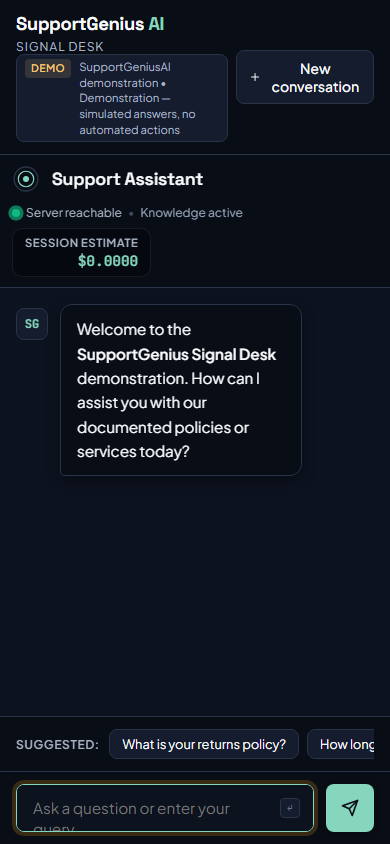 SupportGenius AI
SIGNAL DESK
DEMO
SupportGeniusAI
demonstration •
Demonstration —
simulated answers, no
automated actions
+ New
conversation
Support Assistant
Server reachable • Knowledge active
SESSION ESTIMATE
$0.0000
SG
Welcome to the
SupportGenius Signal Desk
demonstration. How can I
assist you with our
documented policies or
services today?
SUGGESTED:
What is your returns policy?
How long
Ask a question or enter your
query